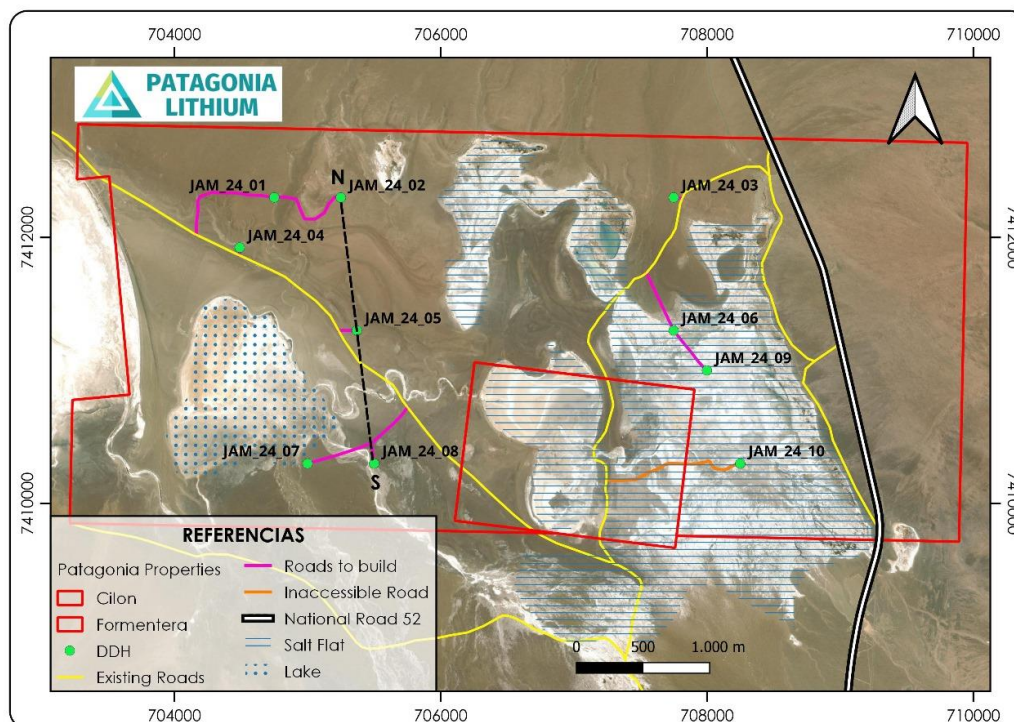 704000 706000 708000 710000
PATAGONIA
LITHIUM
JAM_24_01 N JAM_24_02 JAM_24_03
7412000 7412000
JAM_24_04
JAM_24_05 JAM_24_06
JAM_24_09
JAM_24_07 JAM_24_08 JAM_24_10
S
7410000 7410000
REFERENCIAS
Patagonia Properties
Cilon
Formentera
DDH
Existing Roads
Roads to build
Inaccessible Road
National Road 52
Salt Flat
Lake
0 500 1.000 m
704000 706000 708000 710000